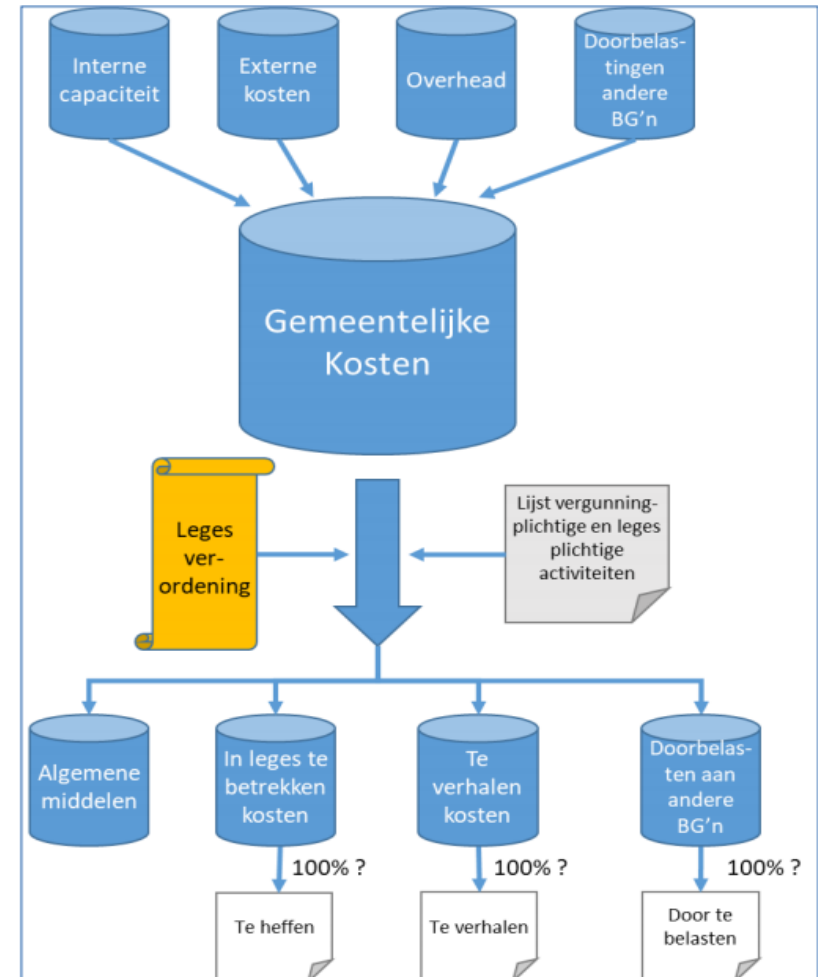 Interne
capaciteit
Externe
kosten
Overhead
Doorbelas-
tingen
andere
BG'n
Gemeentelijke
Kosten
Leges
ver-
ordening
Lijst vergunning-
plichtige en leges
plichtige
activiteiten
Algemene
middelen
In leges te
betrekken
kosten
Te
verhalen
kosten
Doorbelas-
ten aan
andere
BG'n
100% ?
100% ?
100% ?
Te heffen
Te verhalen
Door te
belasten